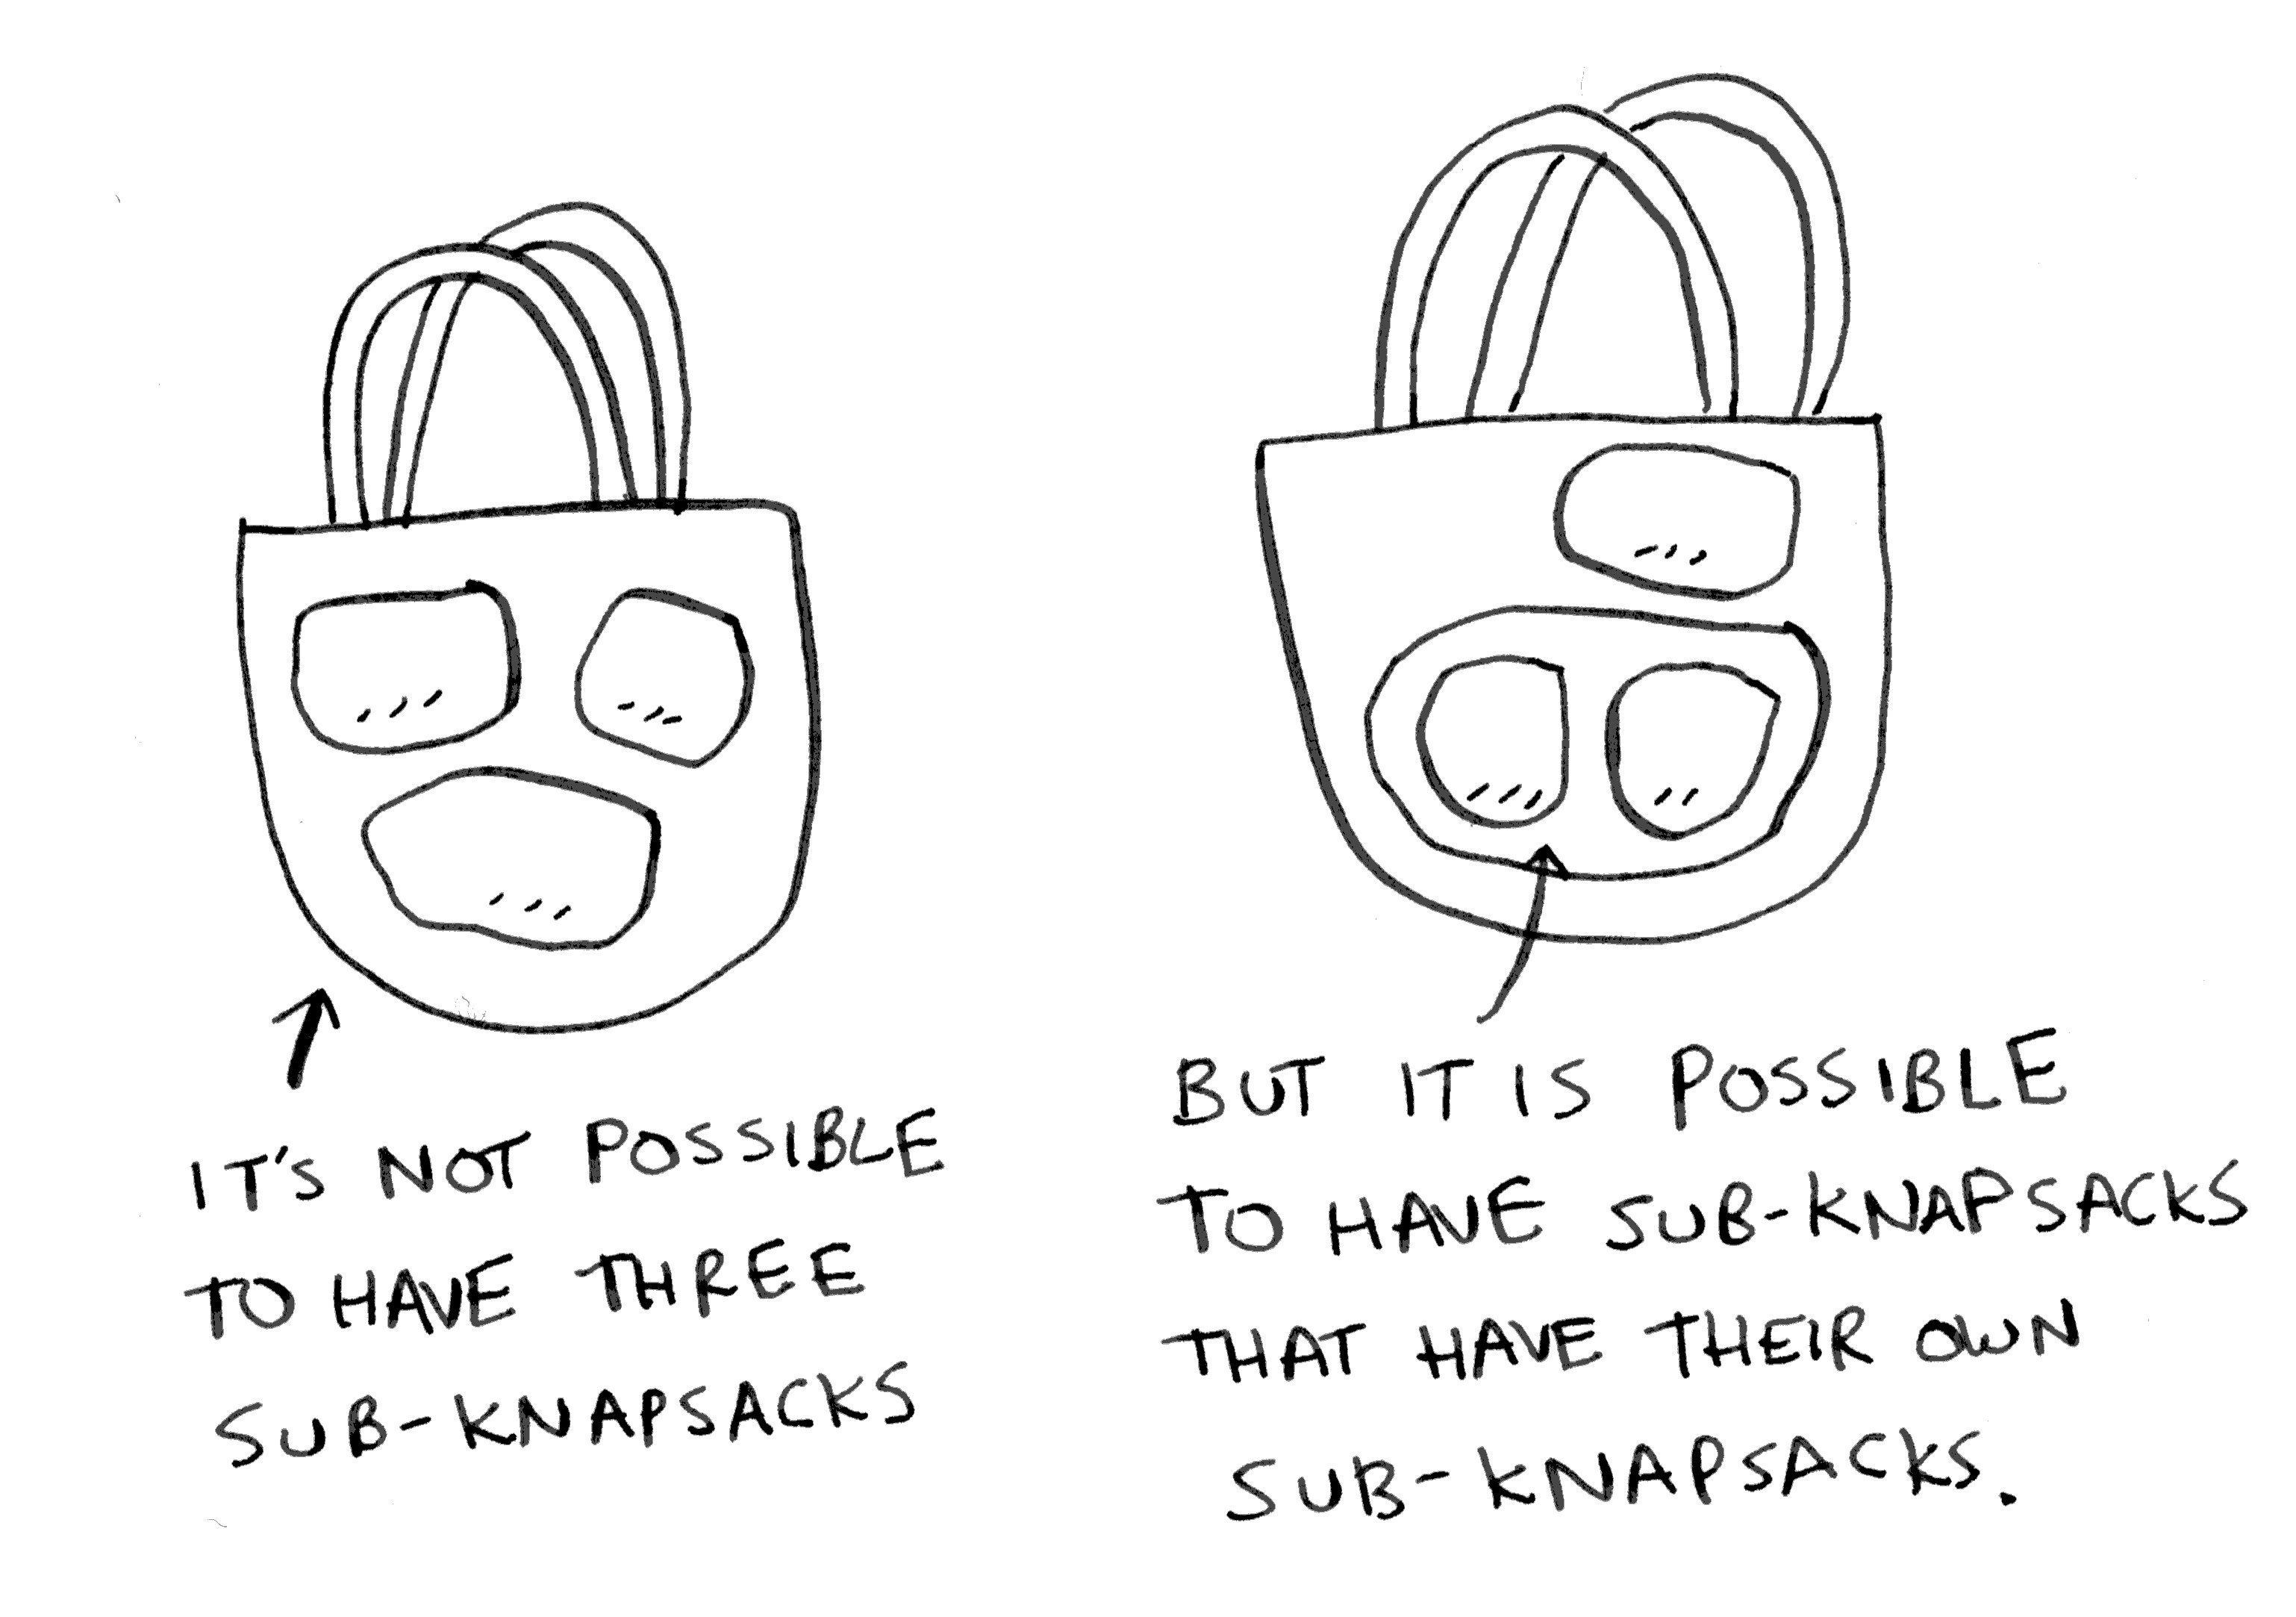 IT'S NOT POSSIBLE
TO HAVE THREE
SUB-KNAPSACKS
BUT IT IS POSSIBLE
TO HAVE SUB-KNAPSACKS
THAT HAVE THEIR OWN
SUB-KNAPSACKS.